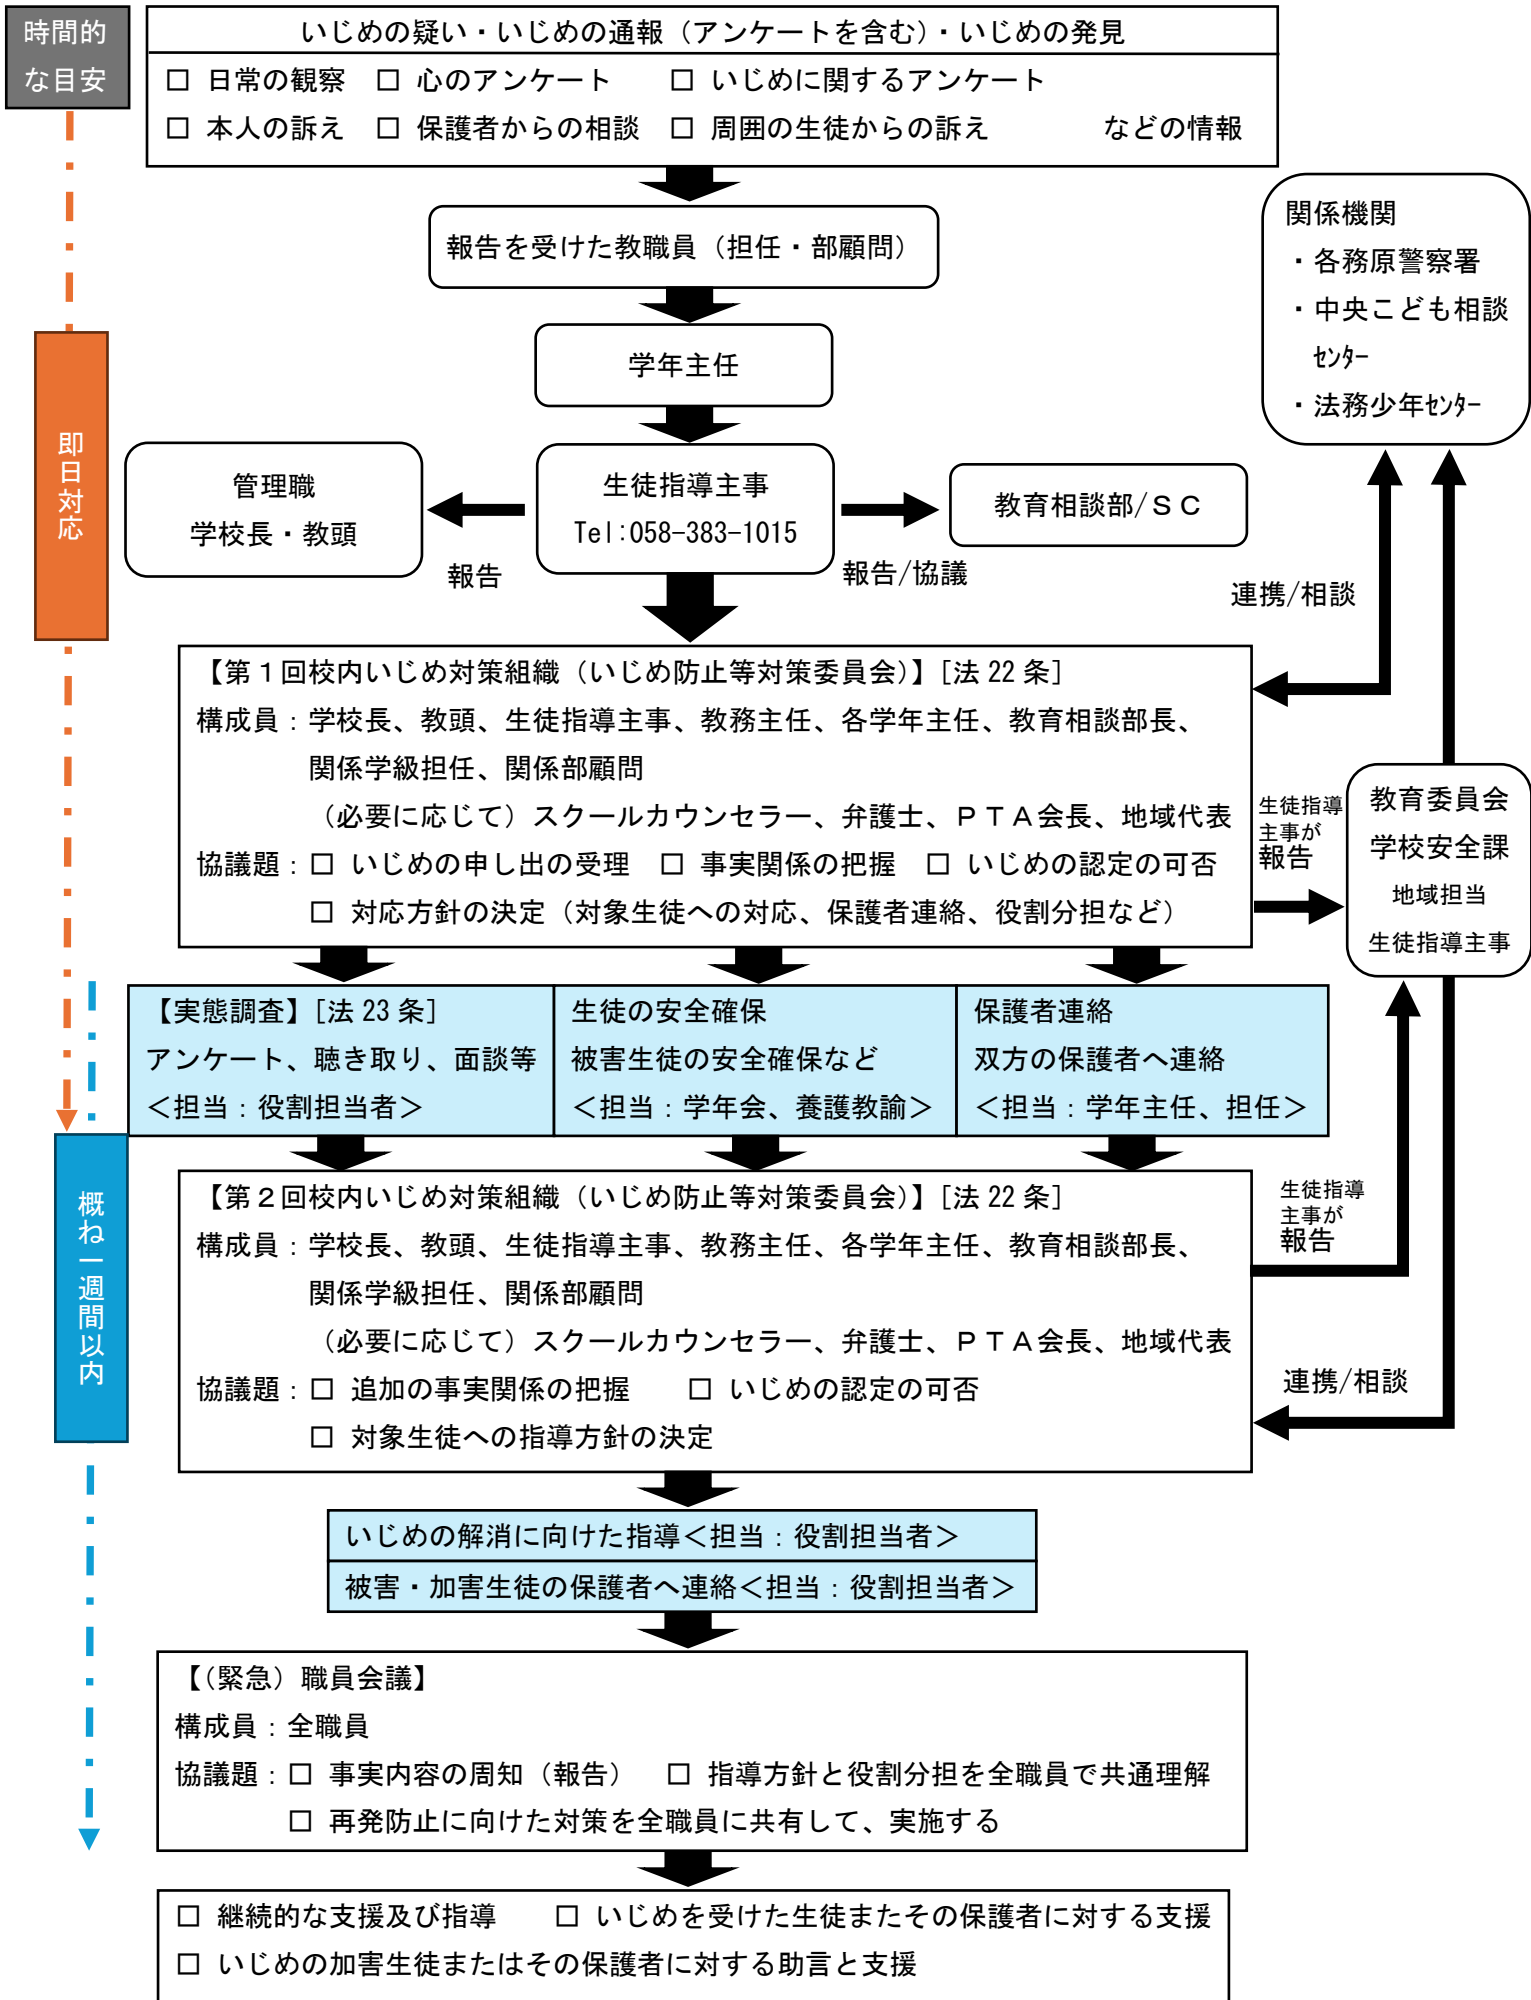 時間的
な目安
いじめの疑い・いじめの通報（アンケートを含む）・いじめの発見
□ 日常の観察 □ 心のアンケート □ いじめに関するアンケート
□ 本人の訴え □ 保護者からの相談 □ 周囲の生徒からの訴え などの情報
報告を受けた教職員（担任・部顧問）
関係機関
・各務原警察署
・中央こども相談
ｾﾝﾀｰ
・法務少年ｾﾝﾀｰ
学年主任
即日対応
管理職
学校長・教頭
生徒指導主事
Tel:058-383-1015
教育相談部/ＳＣ
報告
報告/協議
連携/相談
【第１回校内いじめ対策組織（いじめ防止等対策委員会）】[法 22 条]
構成員：学校長、教頭、生徒指導主事、教務主任、各学年主任、教育相談部長、
関係学級担任、関係部顧問
（必要に応じて）スクールカウンセラー、弁護士、ＰＴＡ会長、地域代表
協議題：□ いじめの申し出の受理 □ 事実関係の把握 □ いじめの認定の可否
□ 対応方針の決定（対象生徒への対応、保護者連絡、役割分担など）
生徒指導
主事が
報告
教育委員会
学校安全課
地域担当
生徒指導主事
【実態調査】[法 23 条]
アンケート、聴き取り、面談等
＜担当：役割担当者＞
生徒の安全確保
被害生徒の安全確保など
＜担当：学年会、養護教諭＞
保護者連絡
双方の保護者へ連絡
＜担当：学年主任、担任＞
概ね一週間以内
【第２回校内いじめ対策組織（いじめ防止等対策委員会）】[法 22 条]
構成員：学校長、教頭、生徒指導主事、教務主任、各学年主任、教育相談部長、
関係学級担任、関係部顧問
（必要に応じて）スクールカウンセラー、弁護士、ＰＴＡ会長、地域代表
協議題：□ 追加の事実関係の把握 □ いじめの認定の可否
□ 対象生徒への指導方針の決定
生徒指導
主事が
報告
連携/相談
いじめの解消に向けた指導＜担当：役割担当者＞
被害・加害生徒の保護者へ連絡＜担当：役割担当者＞
【（緊急）職員会議】
構成員：全職員
協議題：□ 事実内容の周知（報告） □ 指導方針と役割分担を全職員で共通理解
□ 再発防止に向けた対策を全職員に共有して、実施する
□ 継続的な支援及び指導 □ いじめを受けた生徒またその保護者に対する支援
□ いじめの加害生徒またはその保護者に対する助言と支援